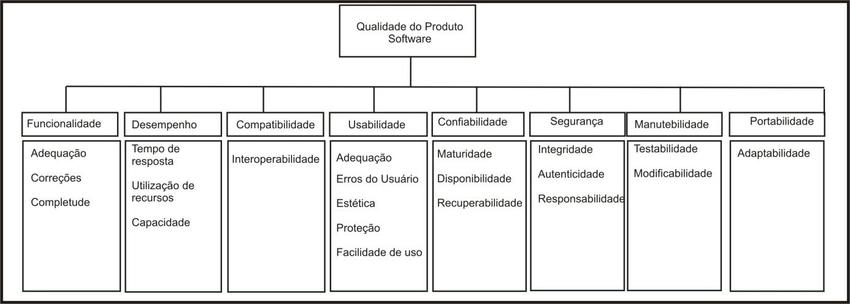 Qualidade do Produto
Software
Funcionalidade
Desempenho
Compatibilidade
Usabilidade
Confiabilidade
Segurança
Manutebilidade
Portabilidade
Adequação
Correções
Completude
Tempo de
resposta
Utilização de
recursos
Capacidade
Interoperabilidade
Adequação
Erros do Usuário
Estética
Proteção
Facilidade de uso
Maturidade
Disponibilidade
Recuperabilidade
Integridade
Autenticidade
Responsabilidade
Testabilidade
Modificabilidade
Adaptabilidade